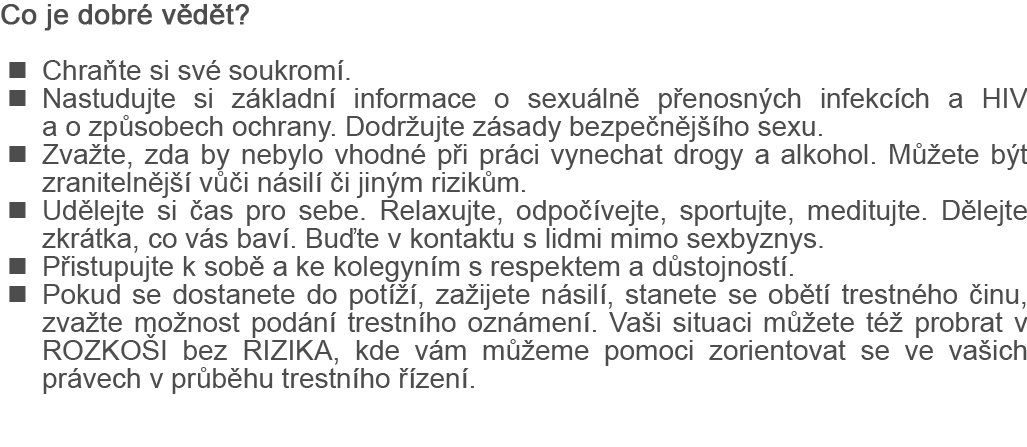 Co je dobré vědět?
■ Chraňte si své soukromí.
■ Nastudujte si základní informace o sexuálně přenosných infekcích a HIV
a o způsobech ochrany. Dodržujte zásady bezpečnějšího sexu.
■ Zvažte, zda by nebylo vhodné při práci vynechat drogy a alkohol. Můžete být
zranitelnější vůči násilí či jiným rizikům.
■ Udělejte si čas pro sebe. Relaxujte, odpočívejte, sportujte, meditujte. Dělejte
zkrátka, co vás baví. Buďte v kontaktu s lidmi mimo sexbyznys.
■ Přistupujte k sobě a ke kolegyním s respektem a důstojností.
■ Pokud se dostanete do potíží, zažijete násilí, stanete se obětí trestného činu,
zvažte možnost podání trestního oznámení. Vaši situaci můžete též probrat v
ROZKOŠI bez RIZIKA, kde vám můžeme pomoci zorientovat se ve vašich
právech v průběhu trestního řízení.